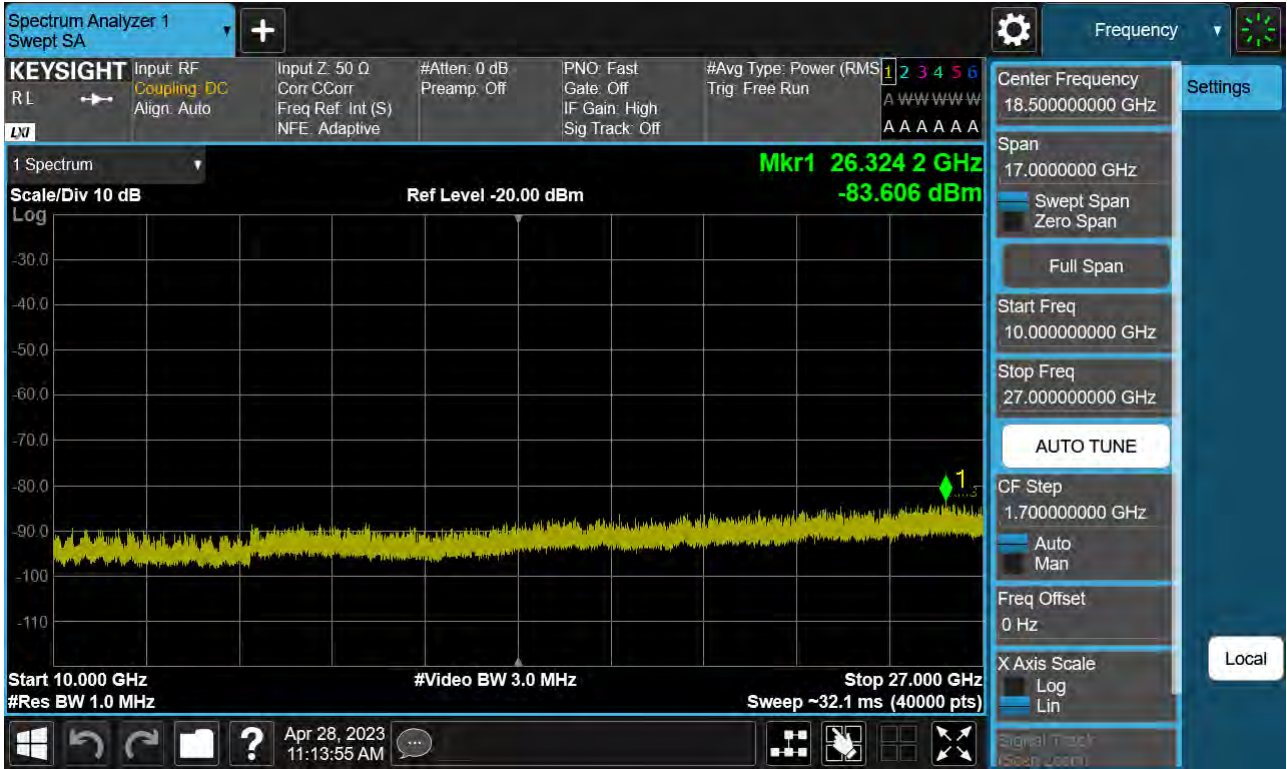 Spectrum Analyzer 1
Swept SA
+
Frequency
KEYSIGHT
R L
LXI
Input: RF
Coupling: DC
Align: Auto
Input Z: 50 Ω
Corr CCorr
Freq Ref: Int (S)
NFE: Adaptive
#Atten: 0 dB
Preamp: Off
PNO: Fast
Gate: Off
IF Gain: High
Sig Track: Off
#Avg Type: Power (RMS
Trig: Free Run
1 2 3 4 5 6
A W W W W W
A A A A A A
1 Spectrum
Scale/Div 10 dB
Log
Ref Level -20.00 dBm
Mkr1 26.324 2 GHz
-83.606 dBm
-30.0
-40.0
-50.0
-60.0
-70.0
-80.0
-90.0
-100
-110
1
Start 10.000 GHz
#Res BW 1.0 MHz
#Video BW 3.0 MHz
Stop 27.000 GHz
Sweep ~32.1 ms (40000 pts)
Center Frequency
18.500000000 GHz
Span
17.0000000 GHz
Swept Span
Zero Span
Full Span
Start Freq
10.000000000 GHz
Stop Freq
27.000000000 GHz
AUTO TUNE
CF Step
1.700000000 GHz
Auto
Man
Freq Offset
0 Hz
X Axis Scale
Log
Lin
Signal Track
(Span Zoom)
Settings
Local
?
Apr 28, 2023
11:13:55 AM